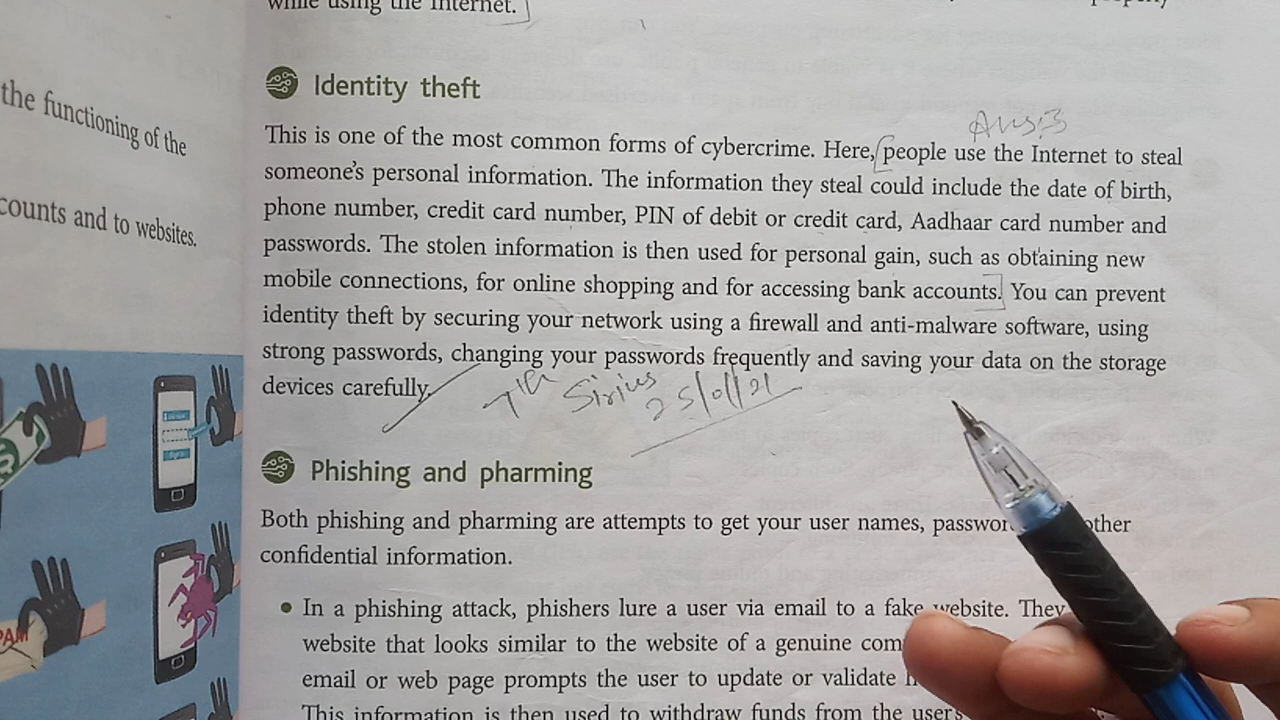 while using the Internet.
the functioning of the
counts and to websites.
Identity theft
Ans:3
This is one of the most common forms of cybercrime. Here, people use the Internet to steal
someone's personal information. The information they steal could include the date of birth,
phone number, credit card number, PIN of debit or credit card, Aadhaar card number and
passwords. The stolen information is then used for personal gain, such as obtaining new
mobile connections, for online shopping and for accessing bank accounts. You can prevent
identity theft by securing your network using a firewall and anti-malware software, using
strong passwords, changing your passwords frequently and saving your data on the storage
devices carefully.
7th Sirius 25/01/21
Phishing and pharming
Both phishing and pharming are attempts to get your user names, other
confidential information.
In a phishing attack, phishers lure a user via email to a fake website. They
website that looks similar to the website of a genuine
email or web page prompts the user to update or validate
This information is then used to withdraw funds from the user's